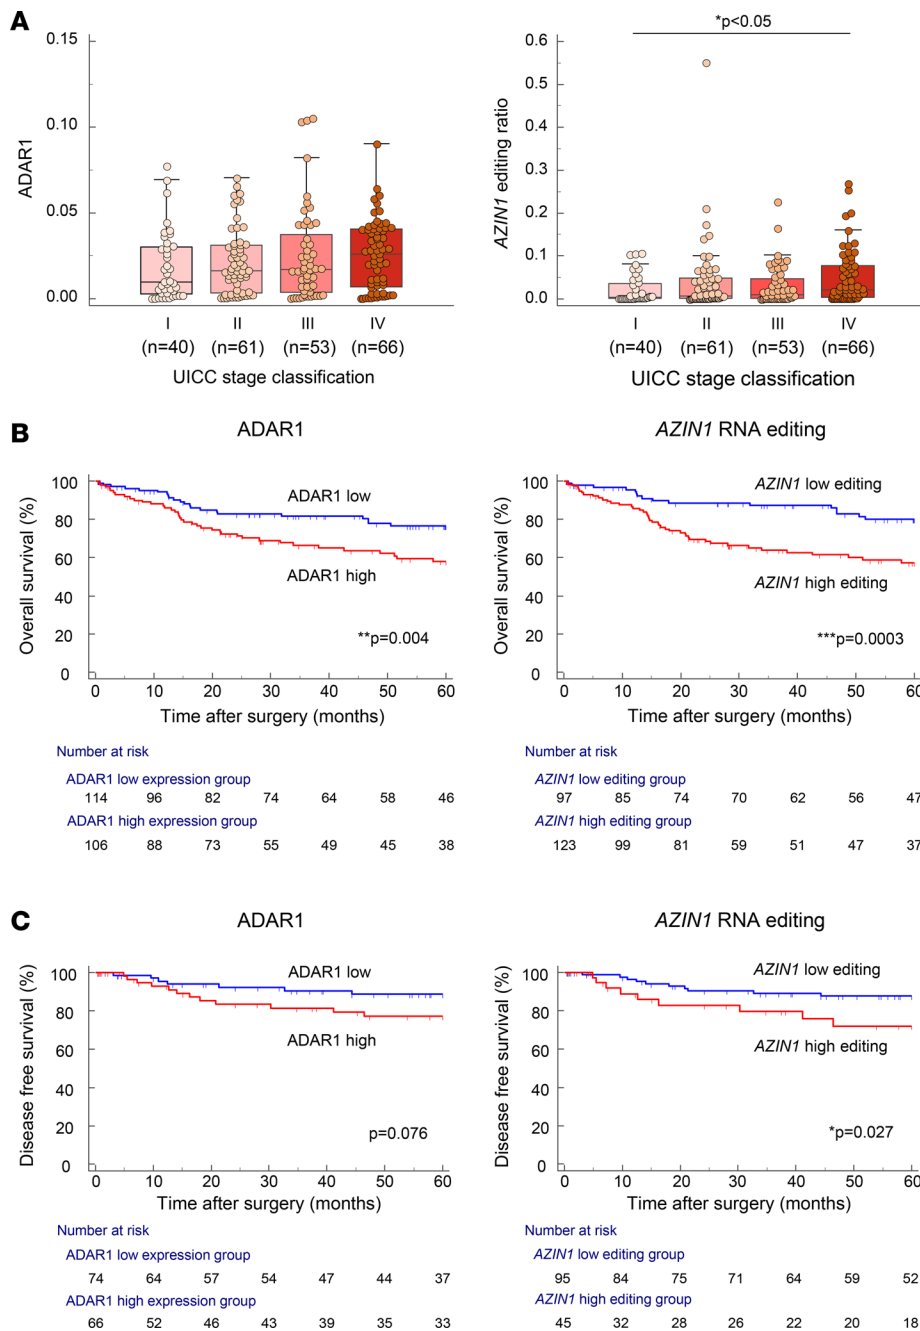 A
*p<0.05
ADAR1
0.15
0.10
0.05
0.00
I II III IV
(n=40) (n=61) (n=53) (n=66)
UICC stage classification
AZIN1 editing ratio
0.6
0.5
0.4
0.3
0.2
0.1
0.0
I II III IV
(n=40) (n=61) (n=53) (n=66)
UICC stage classification
B
ADAR1
Overall survival (%)
100
80
60
40
20
0
ADAR1 low
ADAR1 high
**p=0.004
0 10 20 30 40 50 60
Time after surgery (months)
Number at risk
ADAR1 low expression group
114 96 82 74 64 58 46
ADAR1 high expression group
106 88 73 55 49 45 38
AZIN1 RNA editing
Overall survival (%)
100
80
60
40
20
0
AZIN1 low editing
AZIN1 high editing
***p=0.0003
0 10 20 30 40 50 60
Time after surgery (months)
Number at risk
AZIN1 low editing group
97 85 74 70 62 56 47
AZIN1 high editing group
123 99 81 59 51 47 37
C
ADAR1
Disease free survival (%)
100
80
60
40
20
0
ADAR1 low
ADAR1 high
p=0.076
0 10 20 30 40 50 60
Time after surgery (months)
Number at risk
ADAR1 low expression group
74 64 57 54 47 44 37
ADAR1 high expression group
66 52 46 43 39 35 33
AZIN1 RNA editing
Disease free survival (%)
100
80
60
40
20
0
AZIN1 low editing
AZIN1 high editing
*p=0.027
0 10 20 30 40 50 60
Time after surgery (months)
Number at risk
AZIN1 low editing group
95 84 75 71 64 59 52
AZIN1 high editing group
45 32 28 26 22 20 18